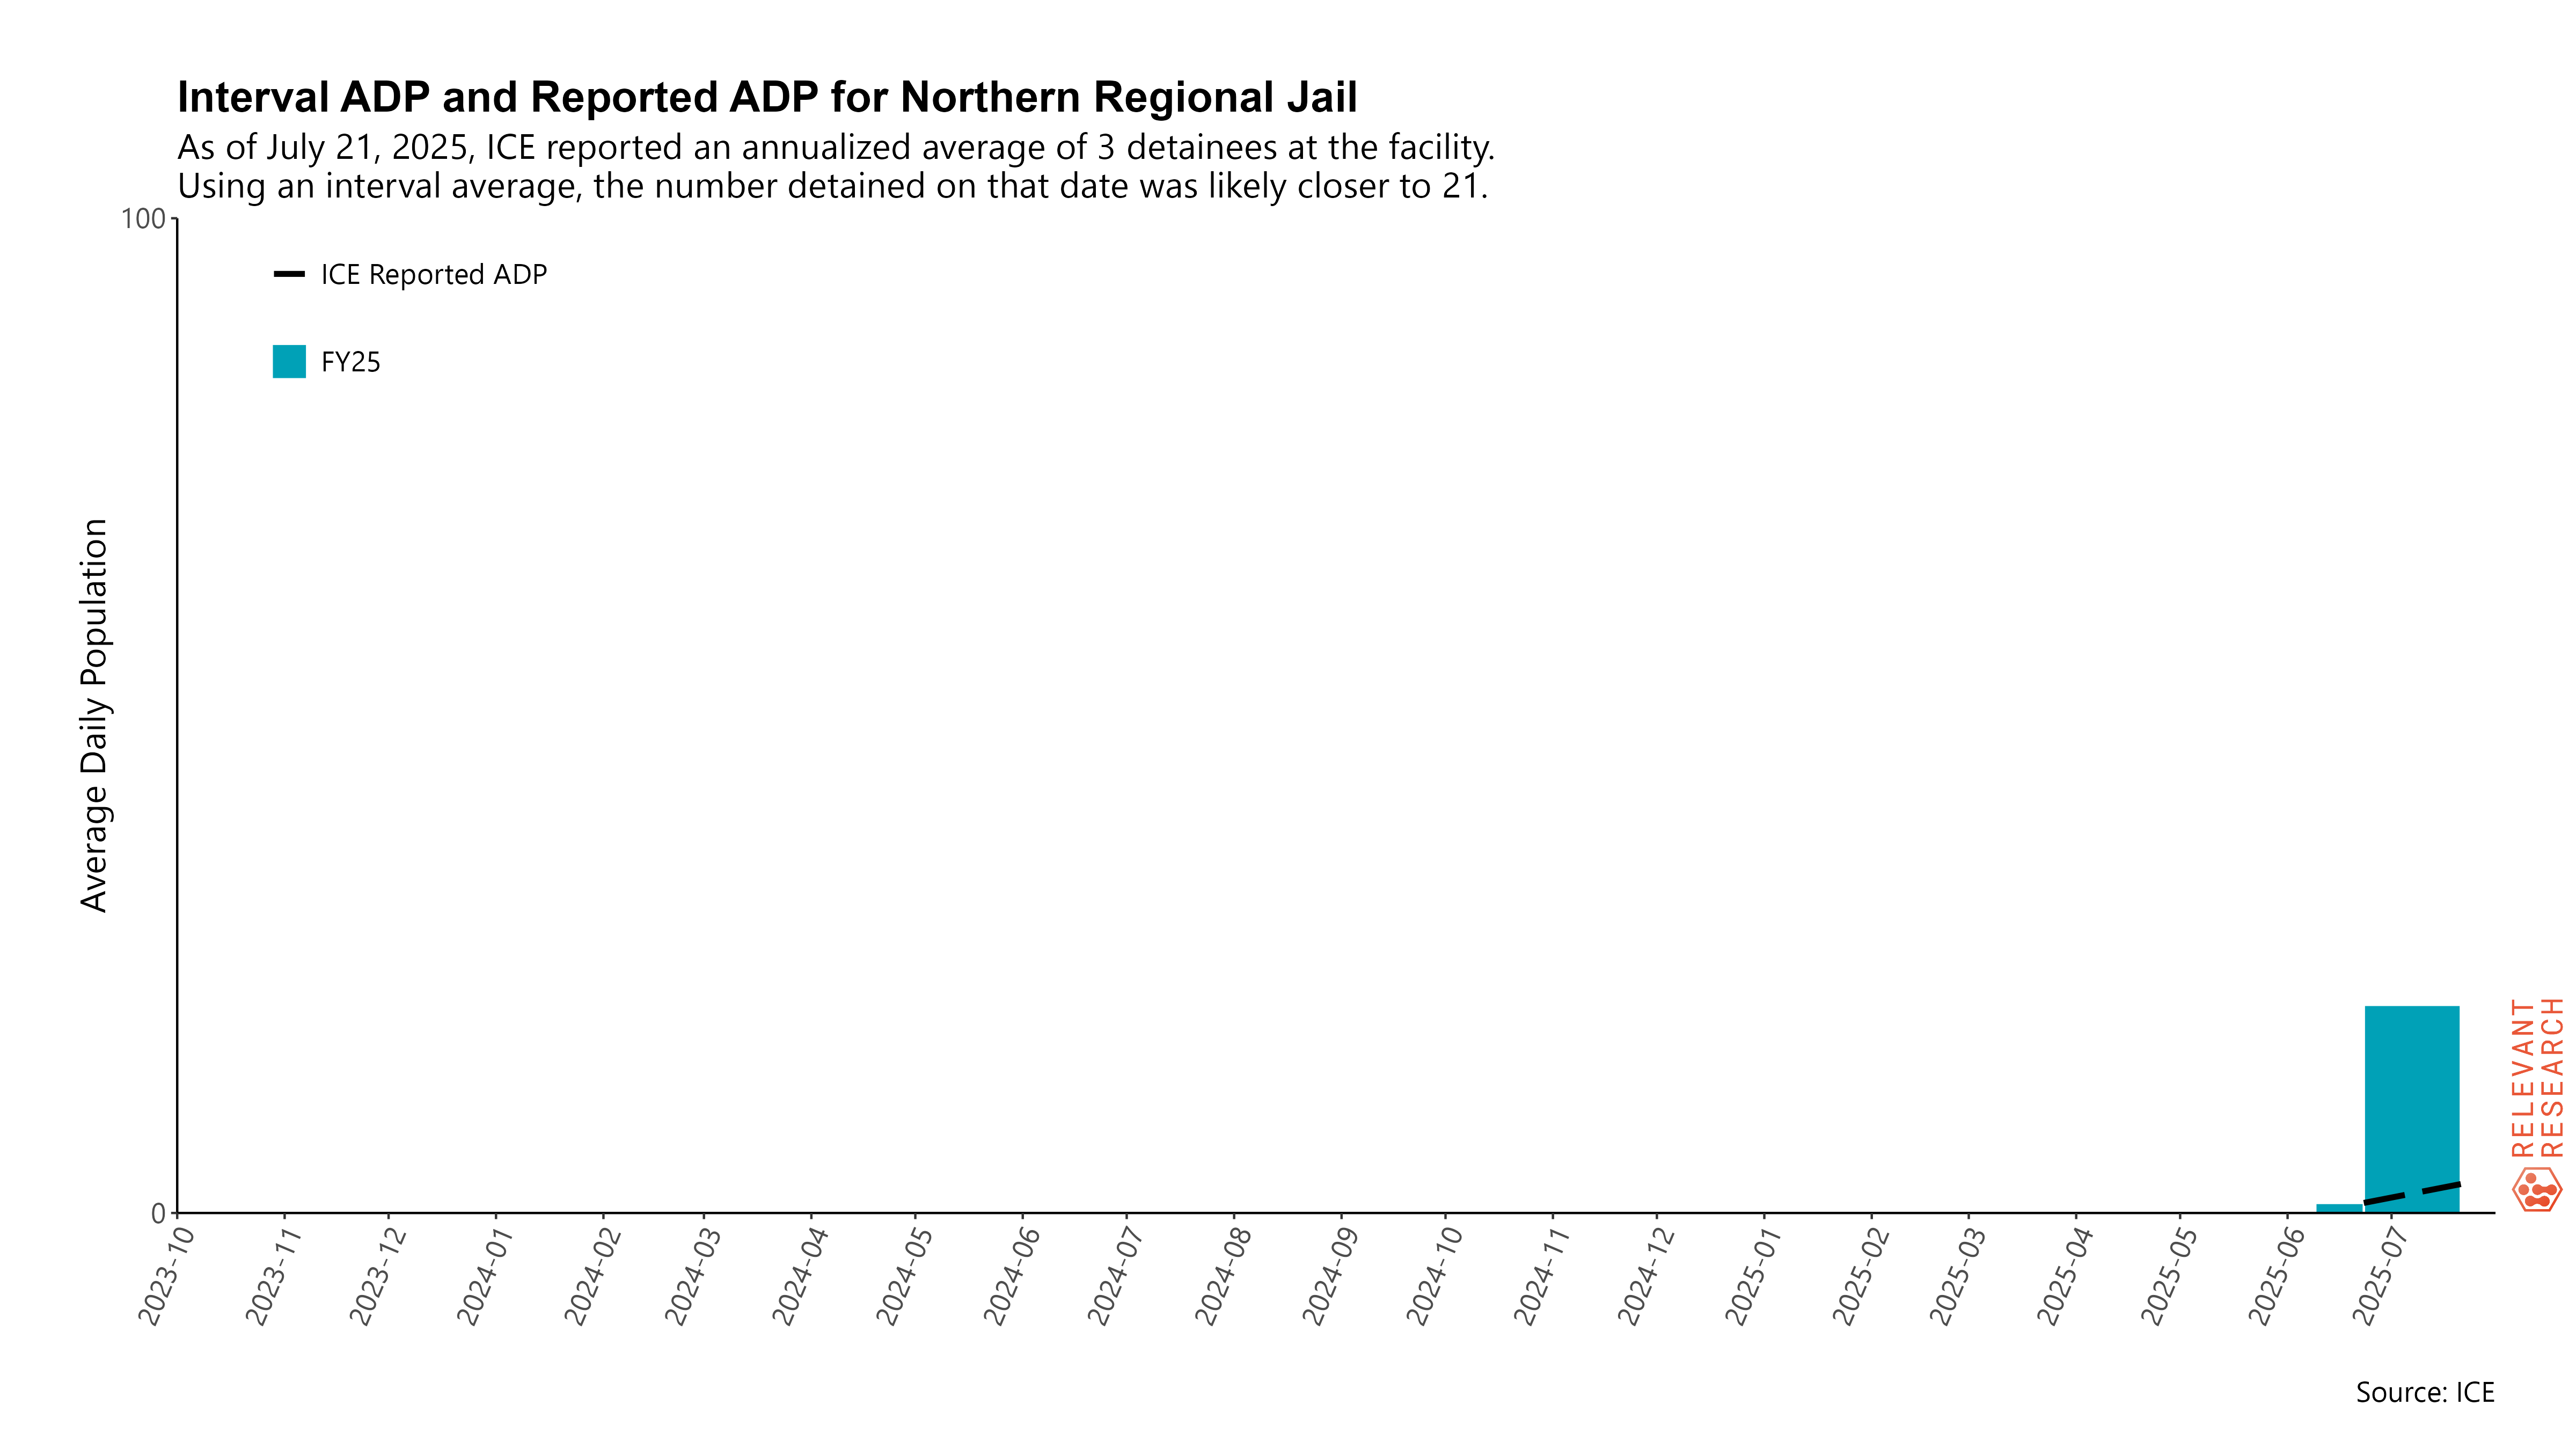 Interval ADP and Reported ADP for Northern Regional Jail
As of July 21, 2025, ICE reported an annualized average of 3 detainees at the facility.
Using an interval average, the number detained on that date was likely closer to 21.
100
ICE Reported ADP
FY25
Average Daily Population
0
2023-10
2023-11
2023-12
2024-01
2024-02
2024-03
2024-04
2024-05
2024-06
2024-07
2024-08
2024-09
2024-10
2024-11
2024-12
2025-01
2025-02
2025-03
2025-04
2025-05
2025-06
2025-07
RELEVANT
RESEARCH
Source: ICE